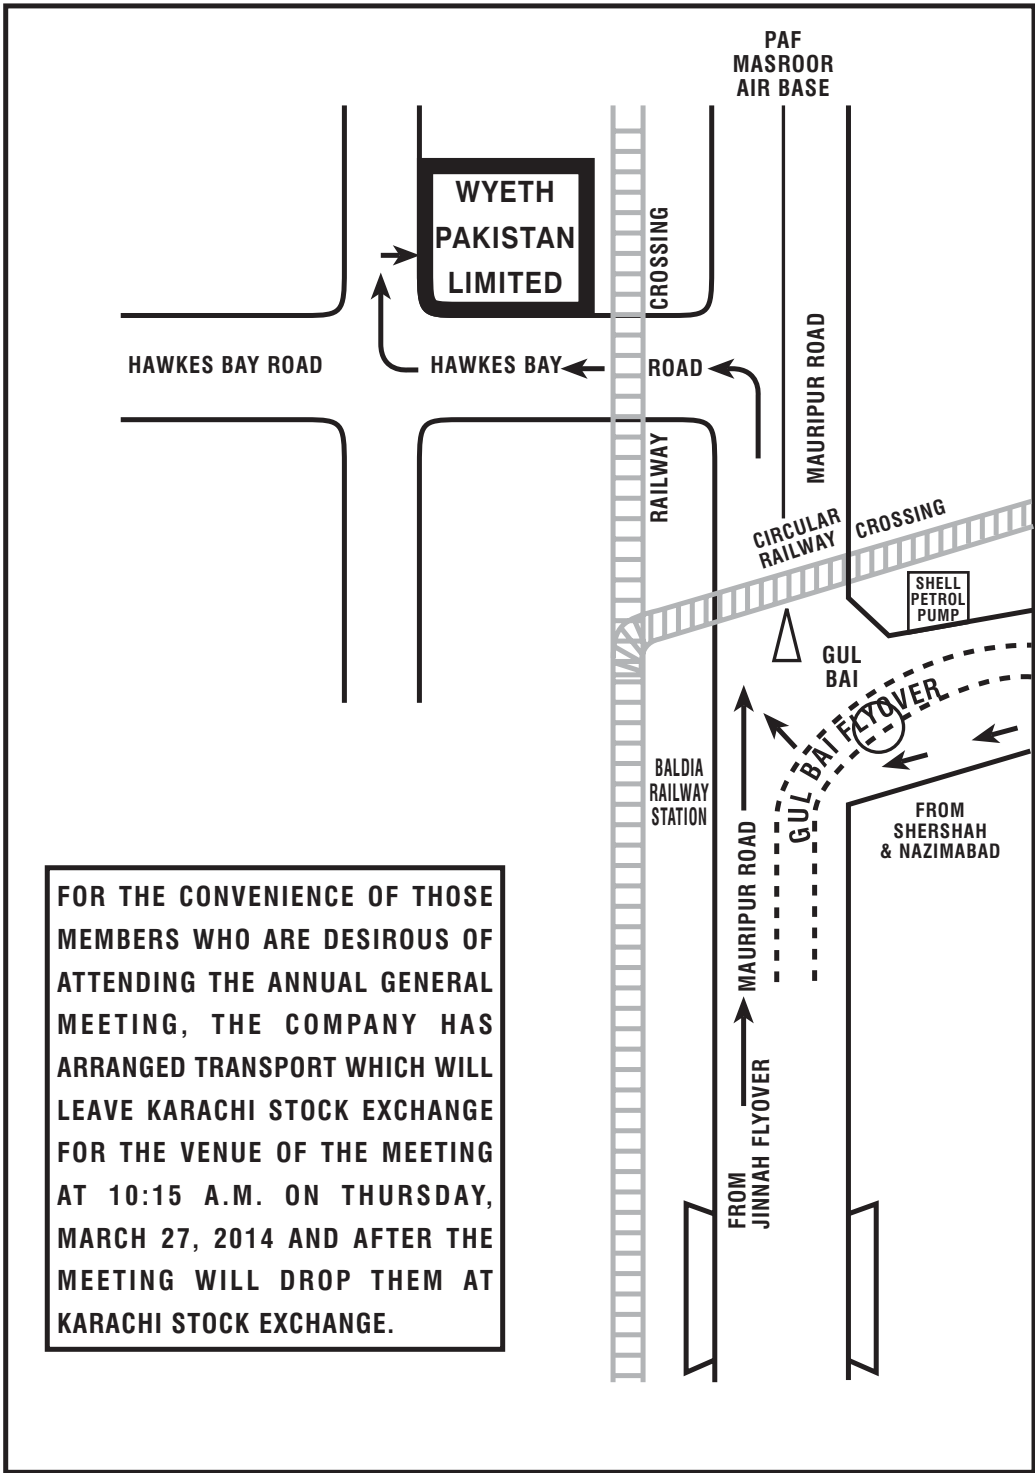 PAF
MASROOR
AIR BASE
WYETH
PAKISTAN
LIMITED
CROSSING
MAURIPUR ROAD
HAWKES BAY ROAD
HAWKES BAY
ROAD
RAILWAY
CIRCULAR
RAILWAY
CROSSING
SHELL
PETROL
PUMP
GUL
BAI
GUL BAI FLYOVER
BALDIA
RAILWAY
STATION
MAURIPUR ROAD
FROM
SHERSHAH
& NAZIMABAD
FROM
JINNAH FLYOVER
FOR THE CONVENIENCE OF THOSE
MEMBERS WHO ARE DESIROUS OF
ATTENDING THE ANNUAL GENERAL
MEETING, THE COMPANY HAS
ARRANGED TRANSPORT WHICH WILL
LEAVE KARACHI STOCK EXCHANGE
FOR THE VENUE OF THE MEETING
AT 10:15 A.M. ON THURSDAY,
MARCH 27, 2014 AND AFTER THE
MEETING WILL DROP THEM AT
KARACHI STOCK EXCHANGE.